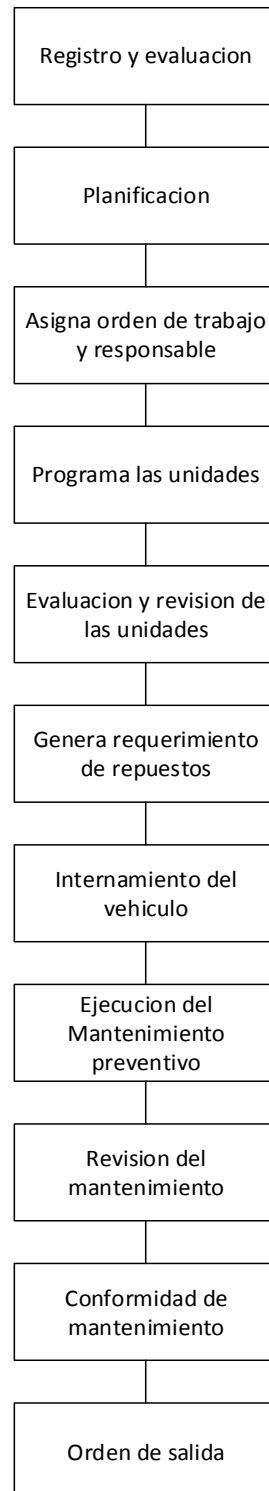 Registro y evaluacion
Planificacion
Asigna orden de trabajo
y responsable
Programa las unidades
Evaluacion y revision de
las unidades
Genera requerimiento
de repuestos
Internamiento del
vehiculo
Ejecucion del
Mantenimiento
preventivo
Revision del
mantenimiento
Conformidad de
mantenimiento
Orden de salida